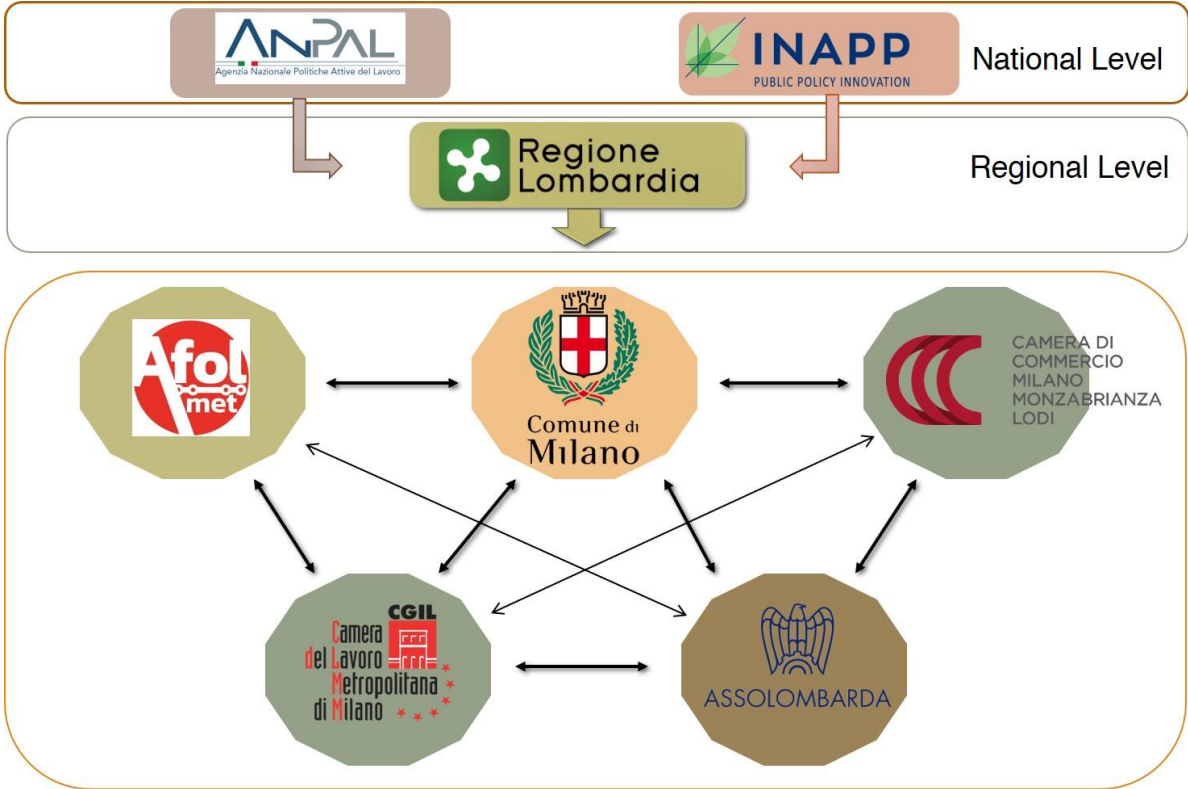 ANPAL
Agenzia Nazionale Politiche Attive del Lavoro
INAPP
PUBLIC POLICY INNOVATION
National Level
Regione
Lombardia
Regional Level
Afol
met
Comune di
Milano
CAMERA DI
COMMERCIO
MILANO
MONZABRIANZA
LODI
CGIL
Camera
del Lavoro
Metropolitana
di Milano
ASSOLOMBARDA